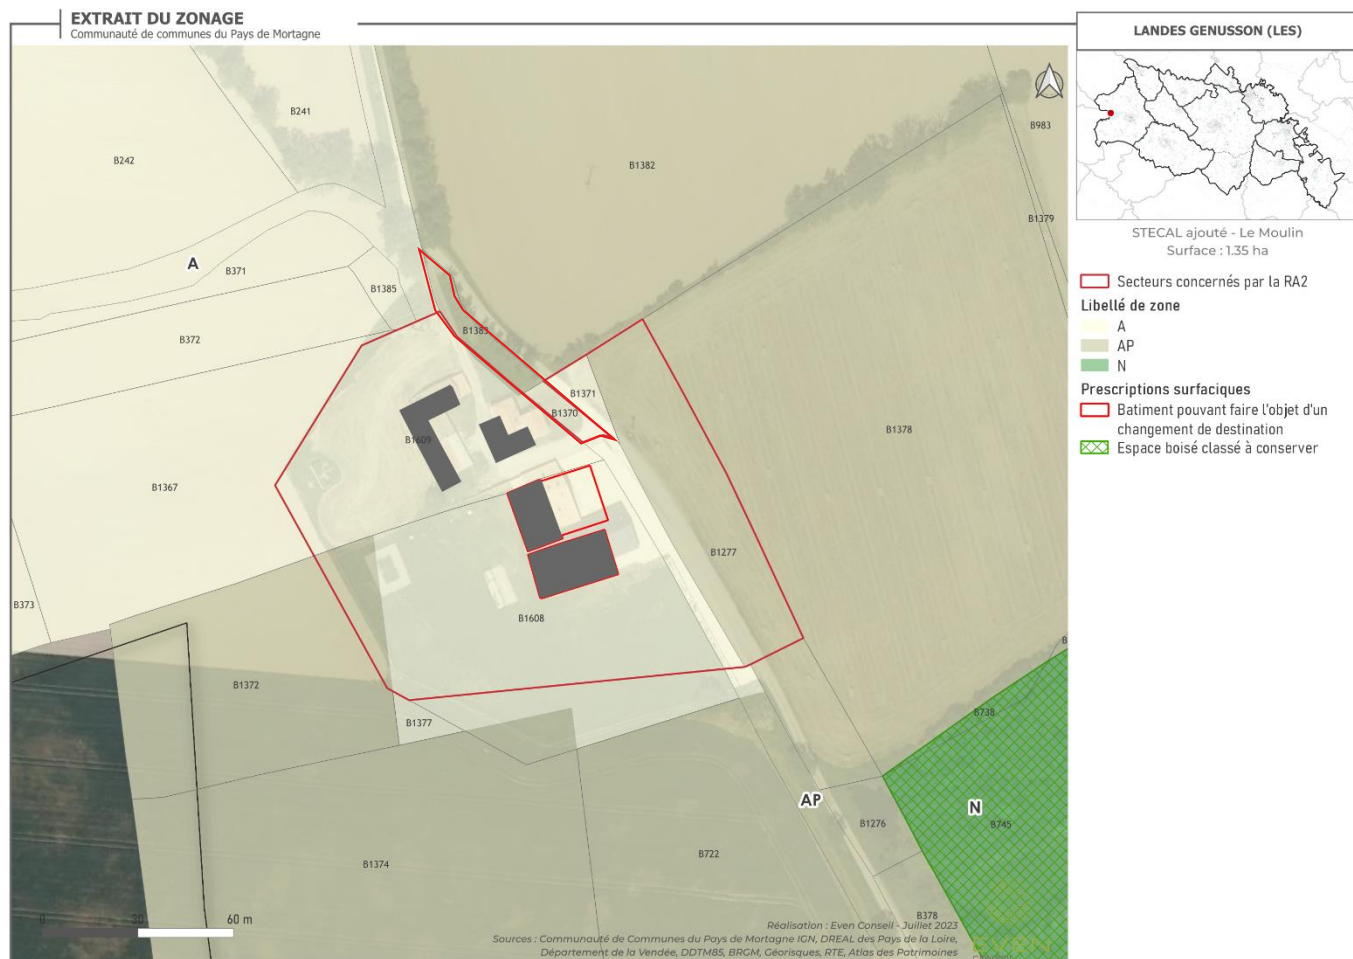 EXTRAIT DU ZONAGE
Communauté de communes du Pays de Mortagne
LANDES GENUSSON (LES)
STECAL ajouté - Le Moulin
Surface : 1.35 ha
Secteurs concernés par la RA2
Libellé de zone
A
AP
N
Prescriptions surfaciques
Batiment pouvant faire l'objet d'un
changement de destination
Espace boisé classé à conserver
B241
B983
B242
B1382
B1379
A
B371
B1385
B1383
B372
B1371
B1370
B1378
B1609
B1367
B1277
B373
B1608
B1372
B738
B1377
AP
N
B1276
B745
B722
B1374
B378
0 30 60 m
Réalisation : Even Conseil - Juillet 2023
Sources : Communauté de Communes du Pays de Mortagne IGN, DREAL des Pays de la Loire,
Département de la Vendée, DDTM85, BRGM, Géorisques, RTE, Atlas des Patrimoines